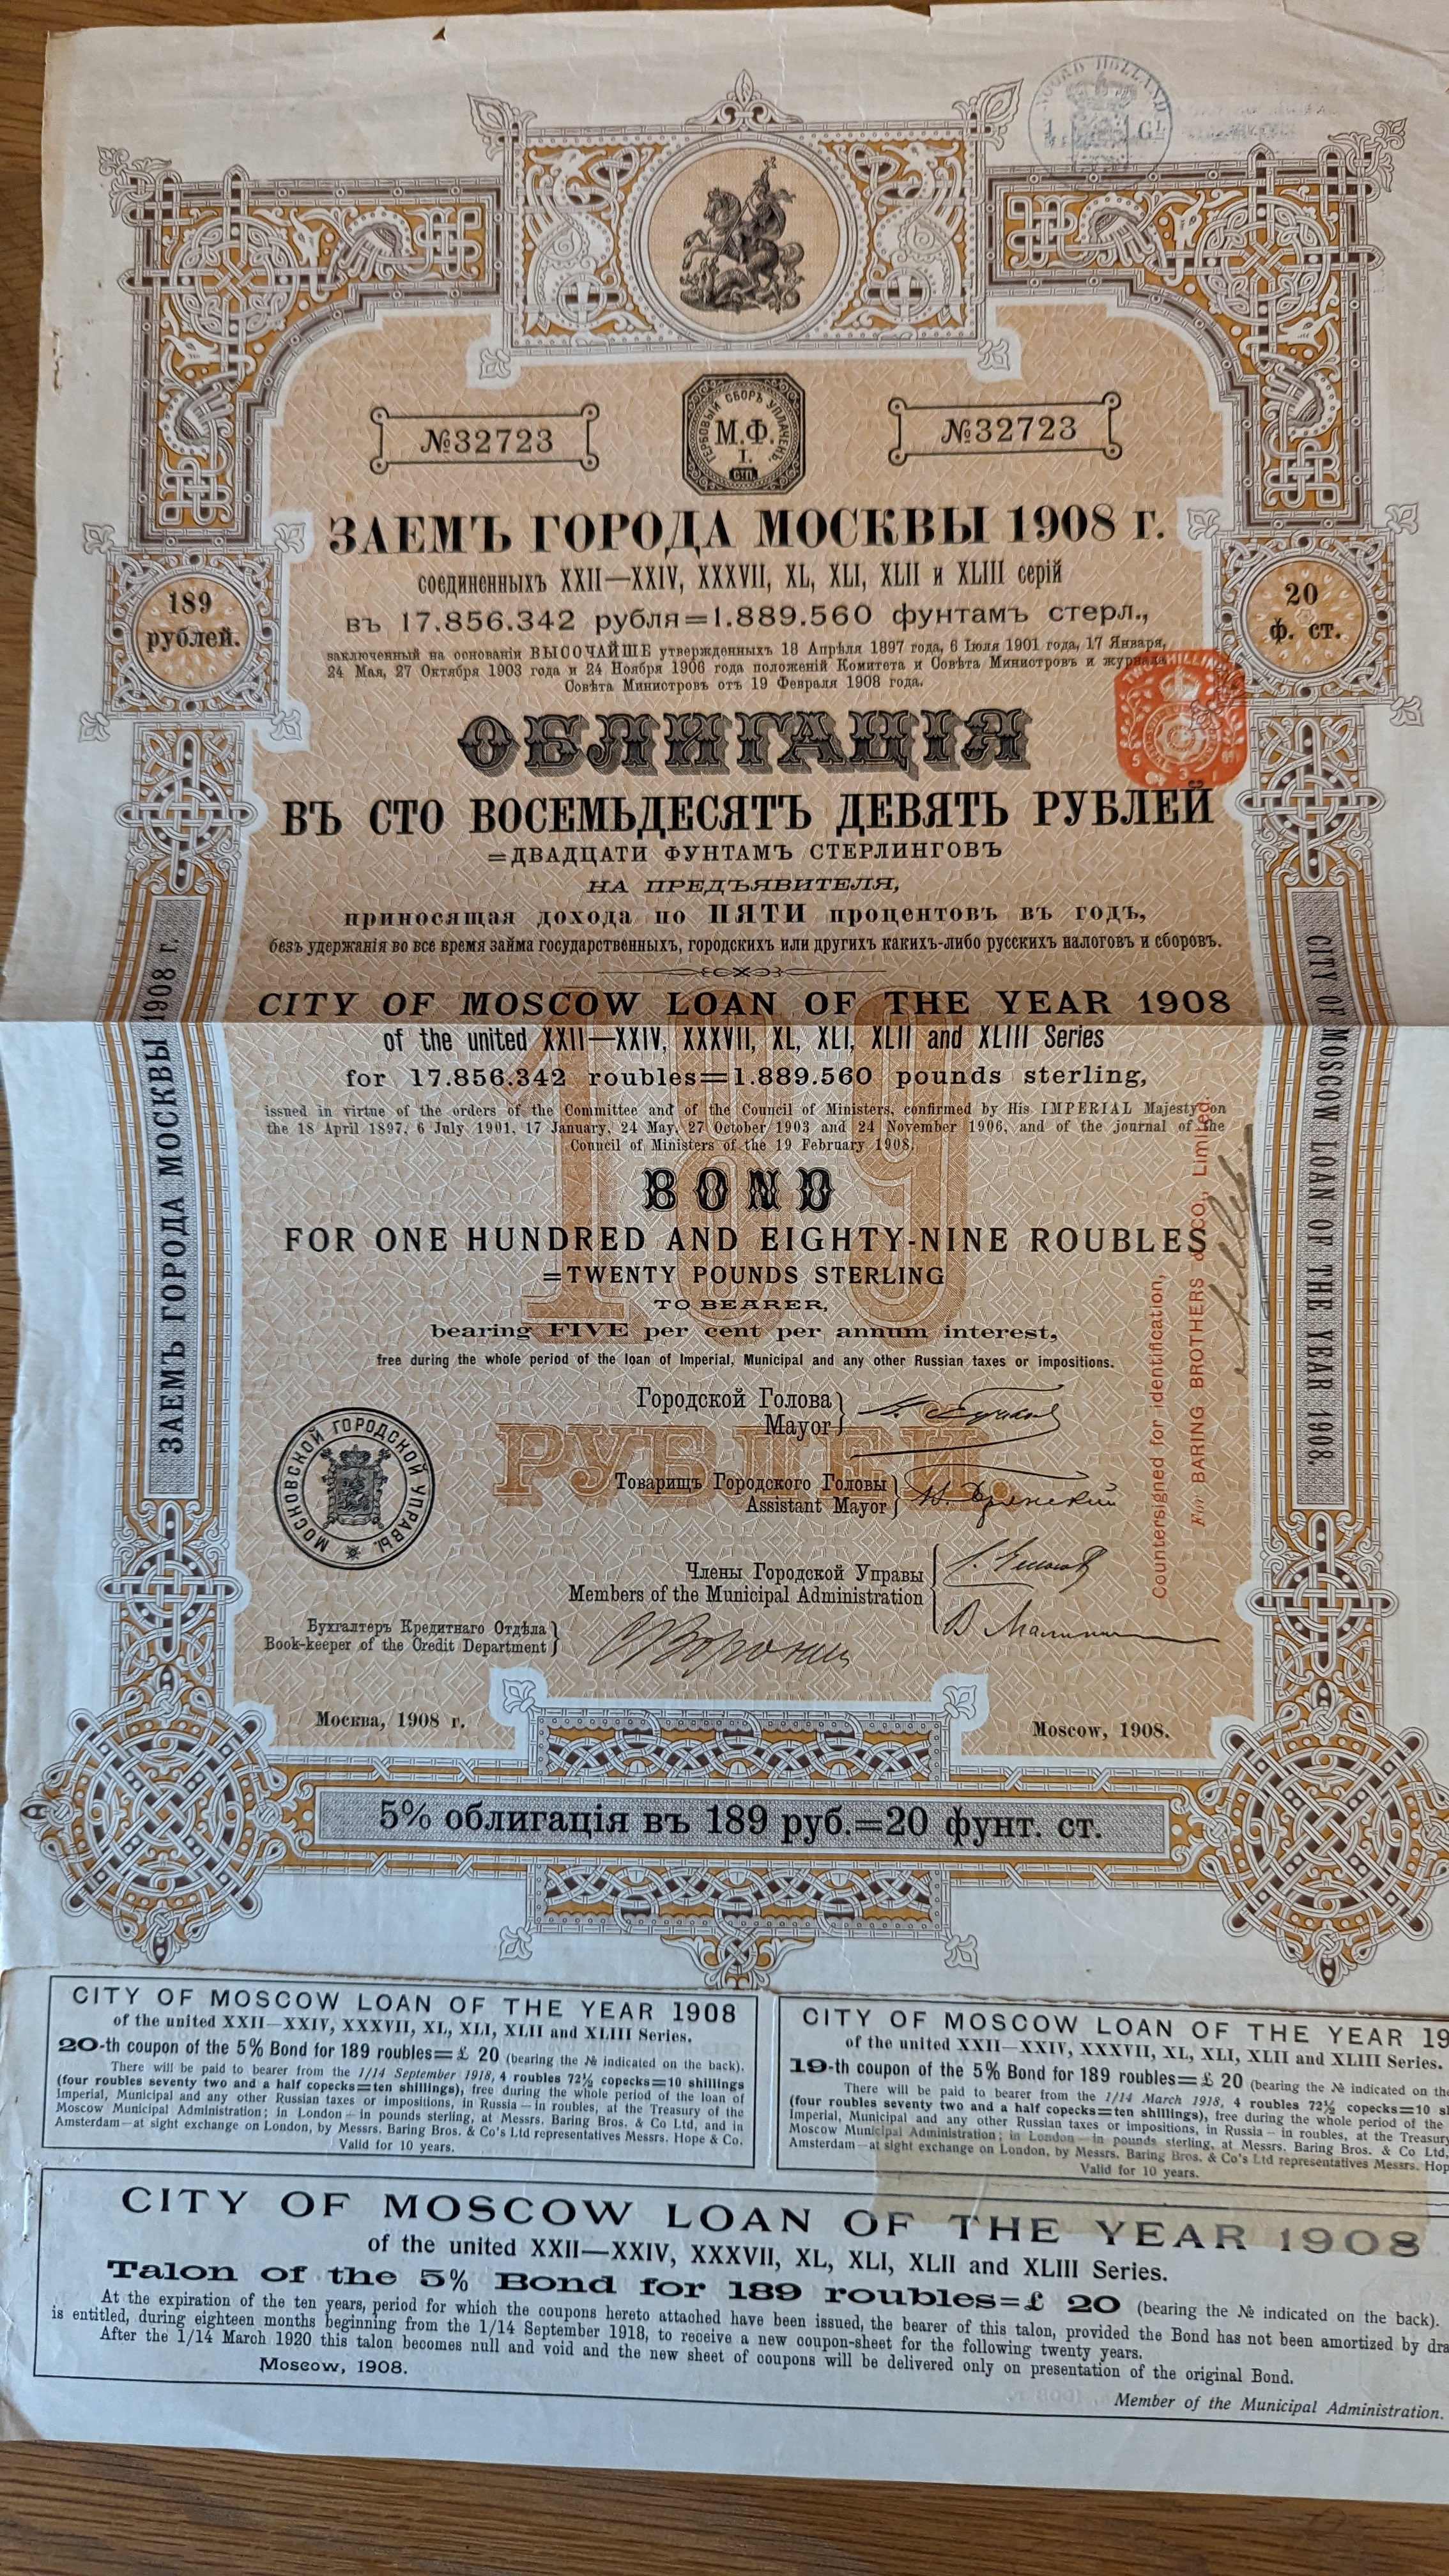 NOORD HOLLAND
№32723
ГЕРБОВЫЙ СБОРЪ УПЛАЧЕНЪ.
М.Ф.
I.
СТП.
№32723
ЗАЕМЪ ГОРОДА МОСКВЫ 1908 г.
соединенныхъ XXII—XXIV, XXXVII, XL, XLI, XLII и XLIII серій
въ 17.856.342 рубля=1.889.560 фунтамъ стерл.,
189
рублей.
20
ф. ст.
заключенный на основаніи ВЫСОЧАЙШЕ утвержденныхъ 18 Апрѣля 1897 года, 6 Іюля 1901 года, 17 Января,
24 Мая, 27 Октября 1903 года и 24 Ноября 1906 года положеній Комитета и Совѣта Министровъ и журнала
Совѣта Министровъ отъ 19 Февраля 1908 года.
ОБЛИГАЦІЯ
ВЪ СТО ВОСЕМЬДЕСЯТЪ ДЕВЯТЬ РУБЛЕЙ
=ДВАДЦАТИ ФУНТАМЪ СТЕРЛИНГОВЪ
НА ПРЕДЪЯВИТЕЛЯ,
приносящая дохода по ПЯТИ процентовъ въ годъ,
безъ удержанія во все время займа государственныхъ, городскихъ или другихъ какихъ-либо русскихъ налоговъ и сборовъ.
CITY OF MOSCOW LOAN OF THE YEAR 1908
of the united XXII—XXIV, XXXVII, XL, XLI, XLII and XLIII Series
for 17.856.342 roubles=1.889.560 pounds sterling,
issued in virtue of the orders of the Committee and of the Council of Ministers, confirmed by His IMPERIAL Majesty on
the 18 April 1897, 6 July 1901, 17 January, 24 May, 27 October 1903 and 24 November 1906, and of the journal of the
Council of Ministers of the 19 February 1908.
189
BOND
FOR ONE HUNDRED AND EIGHTY-NINE ROUBLES
=TWENTY POUNDS STERLING
TO BEARER,
bearing FIVE per cent per annum interest,
free during the whole period of the loan of Imperial, Municipal and any other Russian taxes or impositions.
РУБЛЕЙ.
Городской Голова
Mayor
Товарищъ Городского Головы
Assistant Mayor
Члены Городской Управы
Members of the Municipal Administration
Бухгалтеръ Кредитнаго Отдѣла
Book-keeper of the Credit Department
МОСКОВСКОЙ ГОРОДСКОЙ УПРАВЫ.
Countersigned for identification,
For BARING BROTHERS & CO., Limited.
ЗАЕМЪ ГОРОДА МОСКВЫ 1908 г.
CITY OF MOSCOW LOAN OF THE YEAR 1908.
Москва, 1908 г.
Moscow, 1908.
5% облигація въ 189 руб.=20 фунт. ст.
CITY OF MOSCOW LOAN OF THE YEAR 1908
of the united XXII—XXIV, XXXVII, XL, XLI, XLII and XLIII Series.
20-th coupon of the 5% Bond for 189 roubles=£ 20 (bearing the № indicated on the back).
There will be paid to bearer from the 1/14 September 1918, 4 roubles 72½ copecks=10 shillings
(four roubles seventy two and a half copecks=ten shillings), free during the whole period of the loan of
Imperial, Municipal and any other Russian taxes or impositions, in Russia—in roubles, at the Treasury of the
Moscow Municipal Administration; in London—in pounds sterling, at Messrs. Baring Bros. & Co Ltd, and in
Amsterdam—at sight exchange on London, by Messrs. Baring Bros. & Co's Ltd representatives Messrs. Hope & Co.
Valid for 10 years.
CITY OF MOSCOW LOAN OF THE YEAR 19
of the united XXII—XXIV, XXXVII, XL, XLI, XLII and XLIII Series.
19-th coupon of the 5% Bond for 189 roubles=£ 20 (bearing the № indicated on the
There will be paid to bearer from the 1/14 March 1918, 4 roubles 72½ copecks=10 s
(four roubles seventy two and a half copecks=ten shillings), free during the whole period of the
Imperial, Municipal and any other Russian taxes or impositions, in Russia—in roubles, at the Treasury
Moscow Municipal Administration; in London—in pounds sterling, at Messrs. Baring Bros. & Co Ltd,
Amsterdam—at sight exchange on London, by Messrs. Baring Bros. & Co's Ltd representatives Messrs. Hop
Valid for 10 years.
CITY OF MOSCOW LOAN OF THE YEAR 1908
of the united XXII—XXIV, XXXVII, XL, XLI, XLII and XLIII Series.
Talon of the 5% Bond for 189 roubles=£ 20 (bearing the № indicated on the back).
At the expiration of the ten years, period for which the coupons hereto attached have been issued, the bearer of this talon, provided the Bond has not been amortized by dra
is entitled, during eighteen months beginning from the 1/14 September 1918, to receive a new coupon-sheet for the following twenty years.
After the 1/14 March 1920 this talon becomes null and void and the new sheet of coupons will be delivered only on presentation of the original Bond.
Moscow, 1908.
Member of the Municipal Administration.